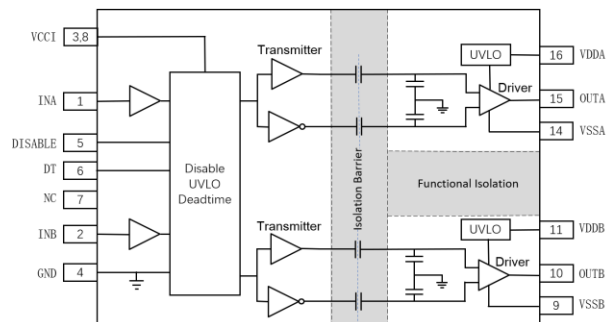 VCCI 3,8
INA 1
DISABLE 5
DT 6
NC 7
INB 2
GND 4
Disable
UVLO
Deadtime
Transmitter
Transmitter
Isolation Barrier
Functional Isolation
UVLO
Driver
16 VDDA
15 OUTA
14 VSSA
UVLO
Driver
11 VDDB
10 OUTB
9 VSSB